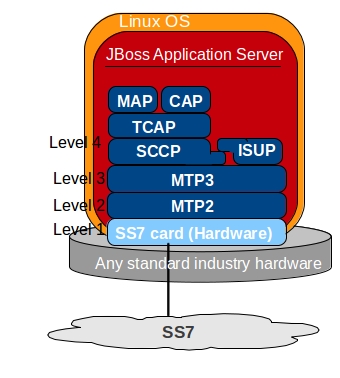 Linux OS
JBoss Application Server
MAP CAP
TCAP
Level 4 SCCP ISUP
Level 3 MTP3
Level 2 MTP2
Level 1 SS7 card (Hardware)
Any standard industry hardware
SS7